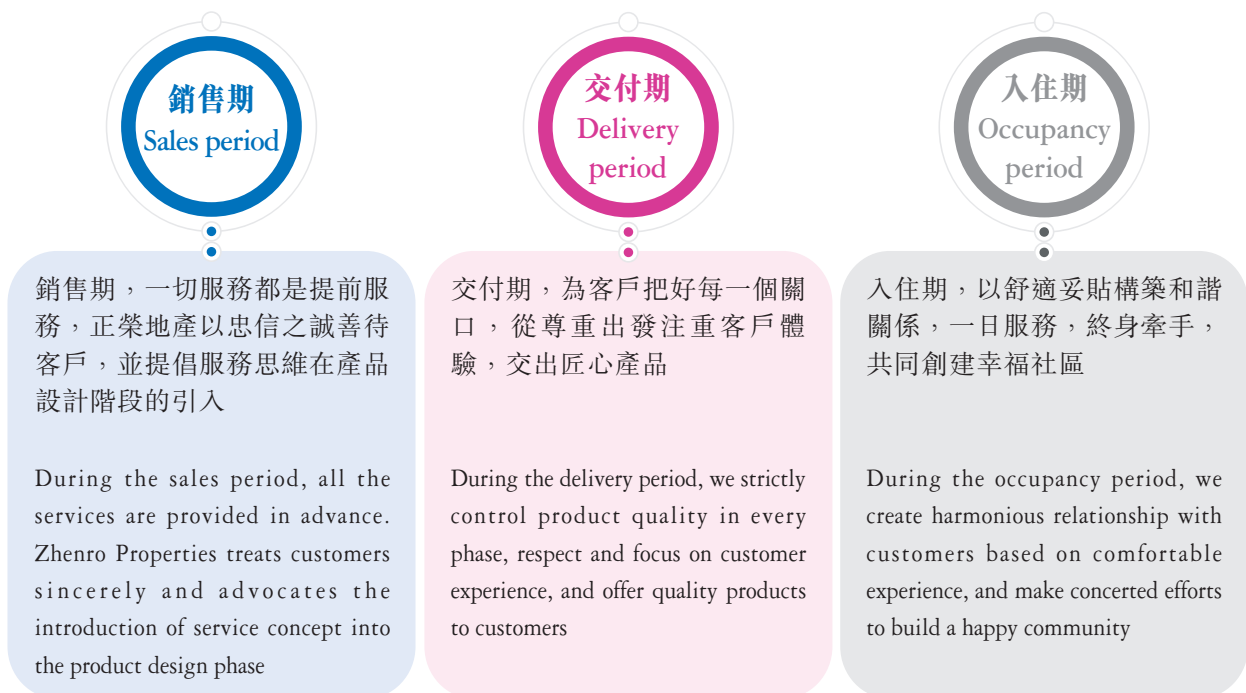 銷售期
Sales period
銷售期，一切服務都是提前服
務，正榮地產以忠信之誠善待
客戶，並提倡服務思維在產品
設計階段的引入
During the sales period, all the
services are provided in advance.
Zhenro Properties treats customers
sincerely and advocates the
introduction of service concept into
the product design phase
交付期
Delivery
period
交付期，為客戶把好每一個關
口，從尊重出發注重客戶體
驗，交出匠心產品
During the delivery period, we strictly
control product quality in every
phase, respect and focus on customer
experience, and offer quality products
to customers
入住期
Occupancy
period
入住期，以舒適妥貼構築和諧
關係，一日服務，終身牽手，
共同創建幸福社區
During the occupancy period, we
create harmonious relationship with
customers based on comfortable
experience, and make concerted efforts
to build a happy community